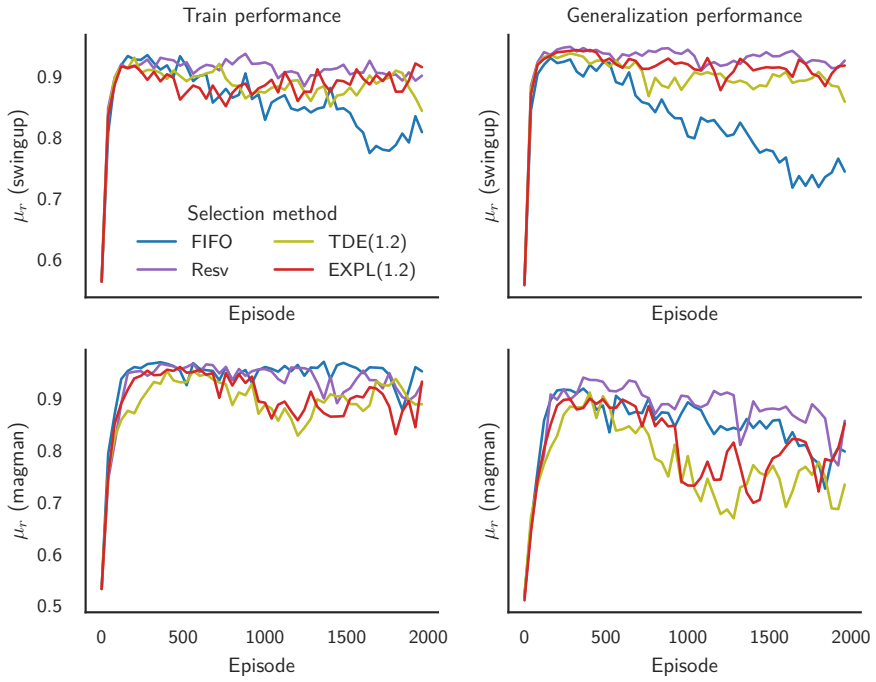 Train performance
Generalization performance
μr (swingup)
0.9
0.8
0.7
0.6
Selection method
FIFO
TDE(1.2)
Resv
EXPL(1.2)
Episode
μr (swingup)
Episode
μr (magman)
0.9
0.8
0.7
0.6
0.5
0 500 1000 1500 2000
Episode
μr (magman)
0 500 1000 1500 2000
Episode